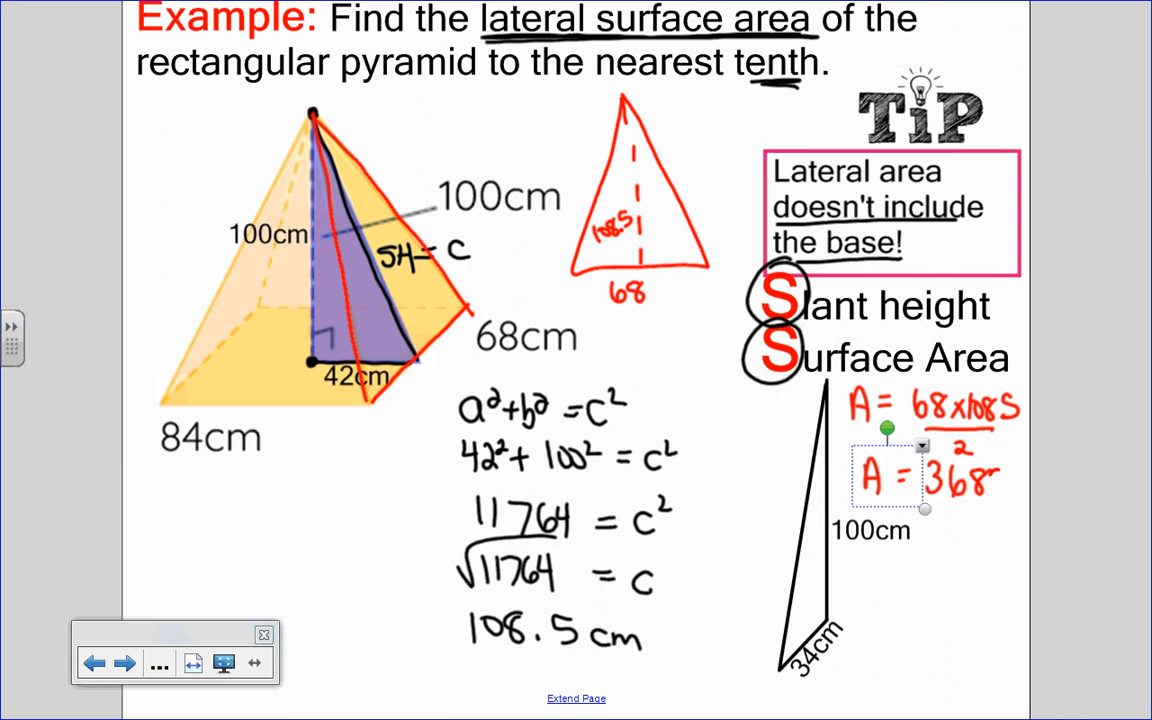 Example: Find the lateral surface area of the
rectangular pyramid to the nearest tenth.
TiP
Lateral area
doesn't include
the base!
Slant height
Surface Area
100cm
100cm
SH = c
68cm
42cm
84cm
108.5
68
a² + b² = c²
42² + 100² = c²
11764 = c²
√11764 = c
108.5 cm
A = 68 x 108.5
2
A = 368
100cm
34cm
...
Extend Page